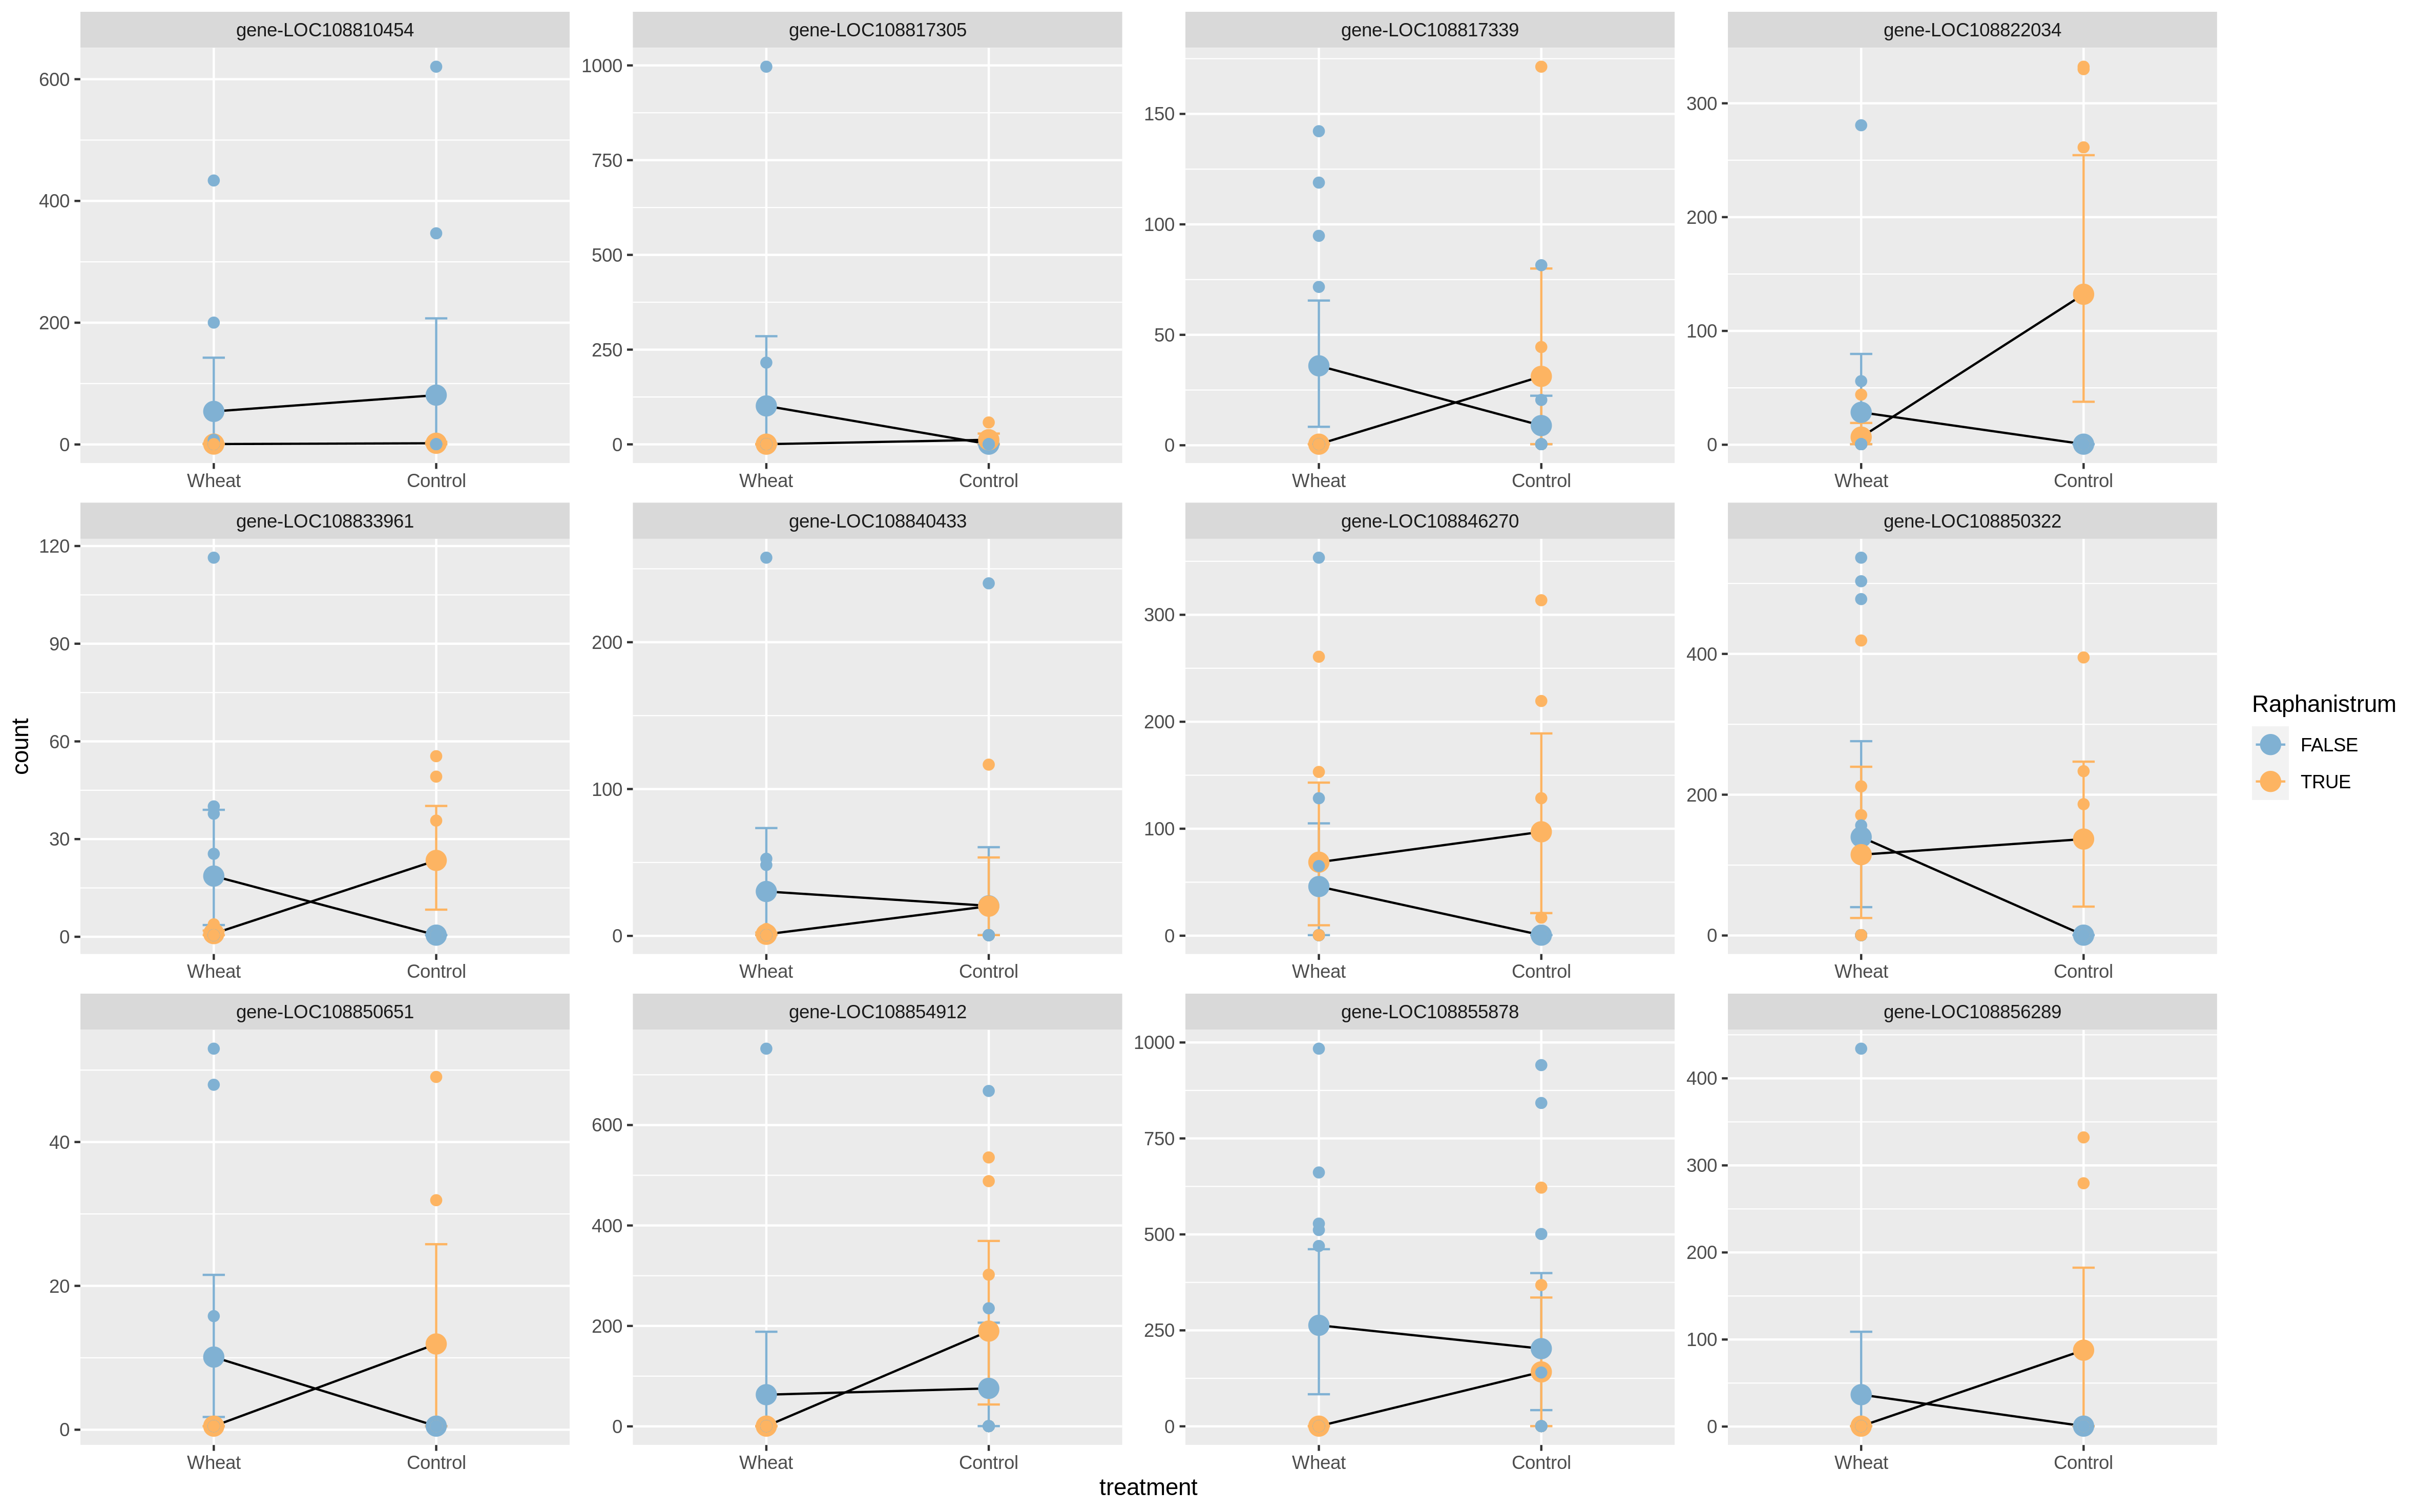 gene-LOC108810454
gene-LOC108817305
gene-LOC108817339
gene-LOC108822034
600
400
200
0
1000
750
500
250
0
150
100
50
0
300
200
100
0
Wheat Control
Wheat Control
Wheat Control
Wheat Control
gene-LOC108833961
gene-LOC108840433
gene-LOC108846270
gene-LOC108850322
120
90
60
30
0
200
100
0
300
200
100
0
400
200
0
Wheat Control
Wheat Control
Wheat Control
Wheat Control
gene-LOC108850651
gene-LOC108854912
gene-LOC108855878
gene-LOC108856289
40
20
0
600
400
200
0
1000
750
500
250
0
400
300
200
100
0
Wheat Control
Wheat Control
Wheat Control
Wheat Control
count
treatment
Raphanistrum
FALSE
TRUE